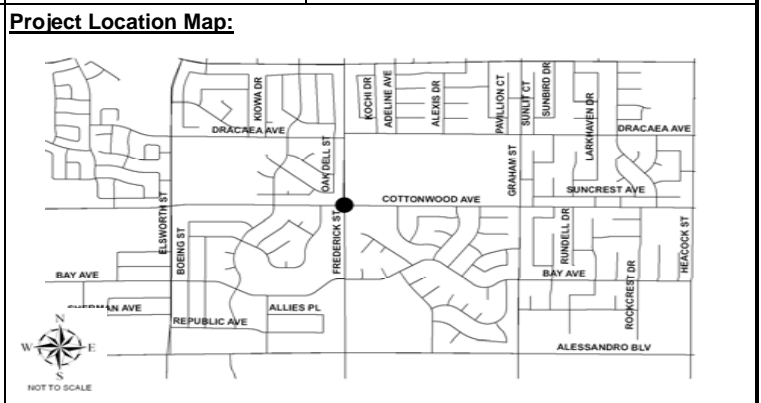 Project Location Map:
KIOWA DR
KOCHI DR
ADELINE AVE
ALEXIS DR
PAVILLION CT
SUNLIT CT
SUNBIRD DR
LARKHAVEN DR
DRACAEA AVE
DRACAEA AVE
OAK DELL ST
GRAHAM ST
SUNCREST AVE
COTTONWOOD AVE
ELSWORTH ST
BOEING ST
FREDERICK ST
RUNDELL DR
HEACOCK ST
BAY AVE
BAY AVE
ROCKCREST DR
AVE
ALLIES PL
REPUBLIC AVE
N
W
E
S
ALESSANDRO BLV
NOT TO SCALE